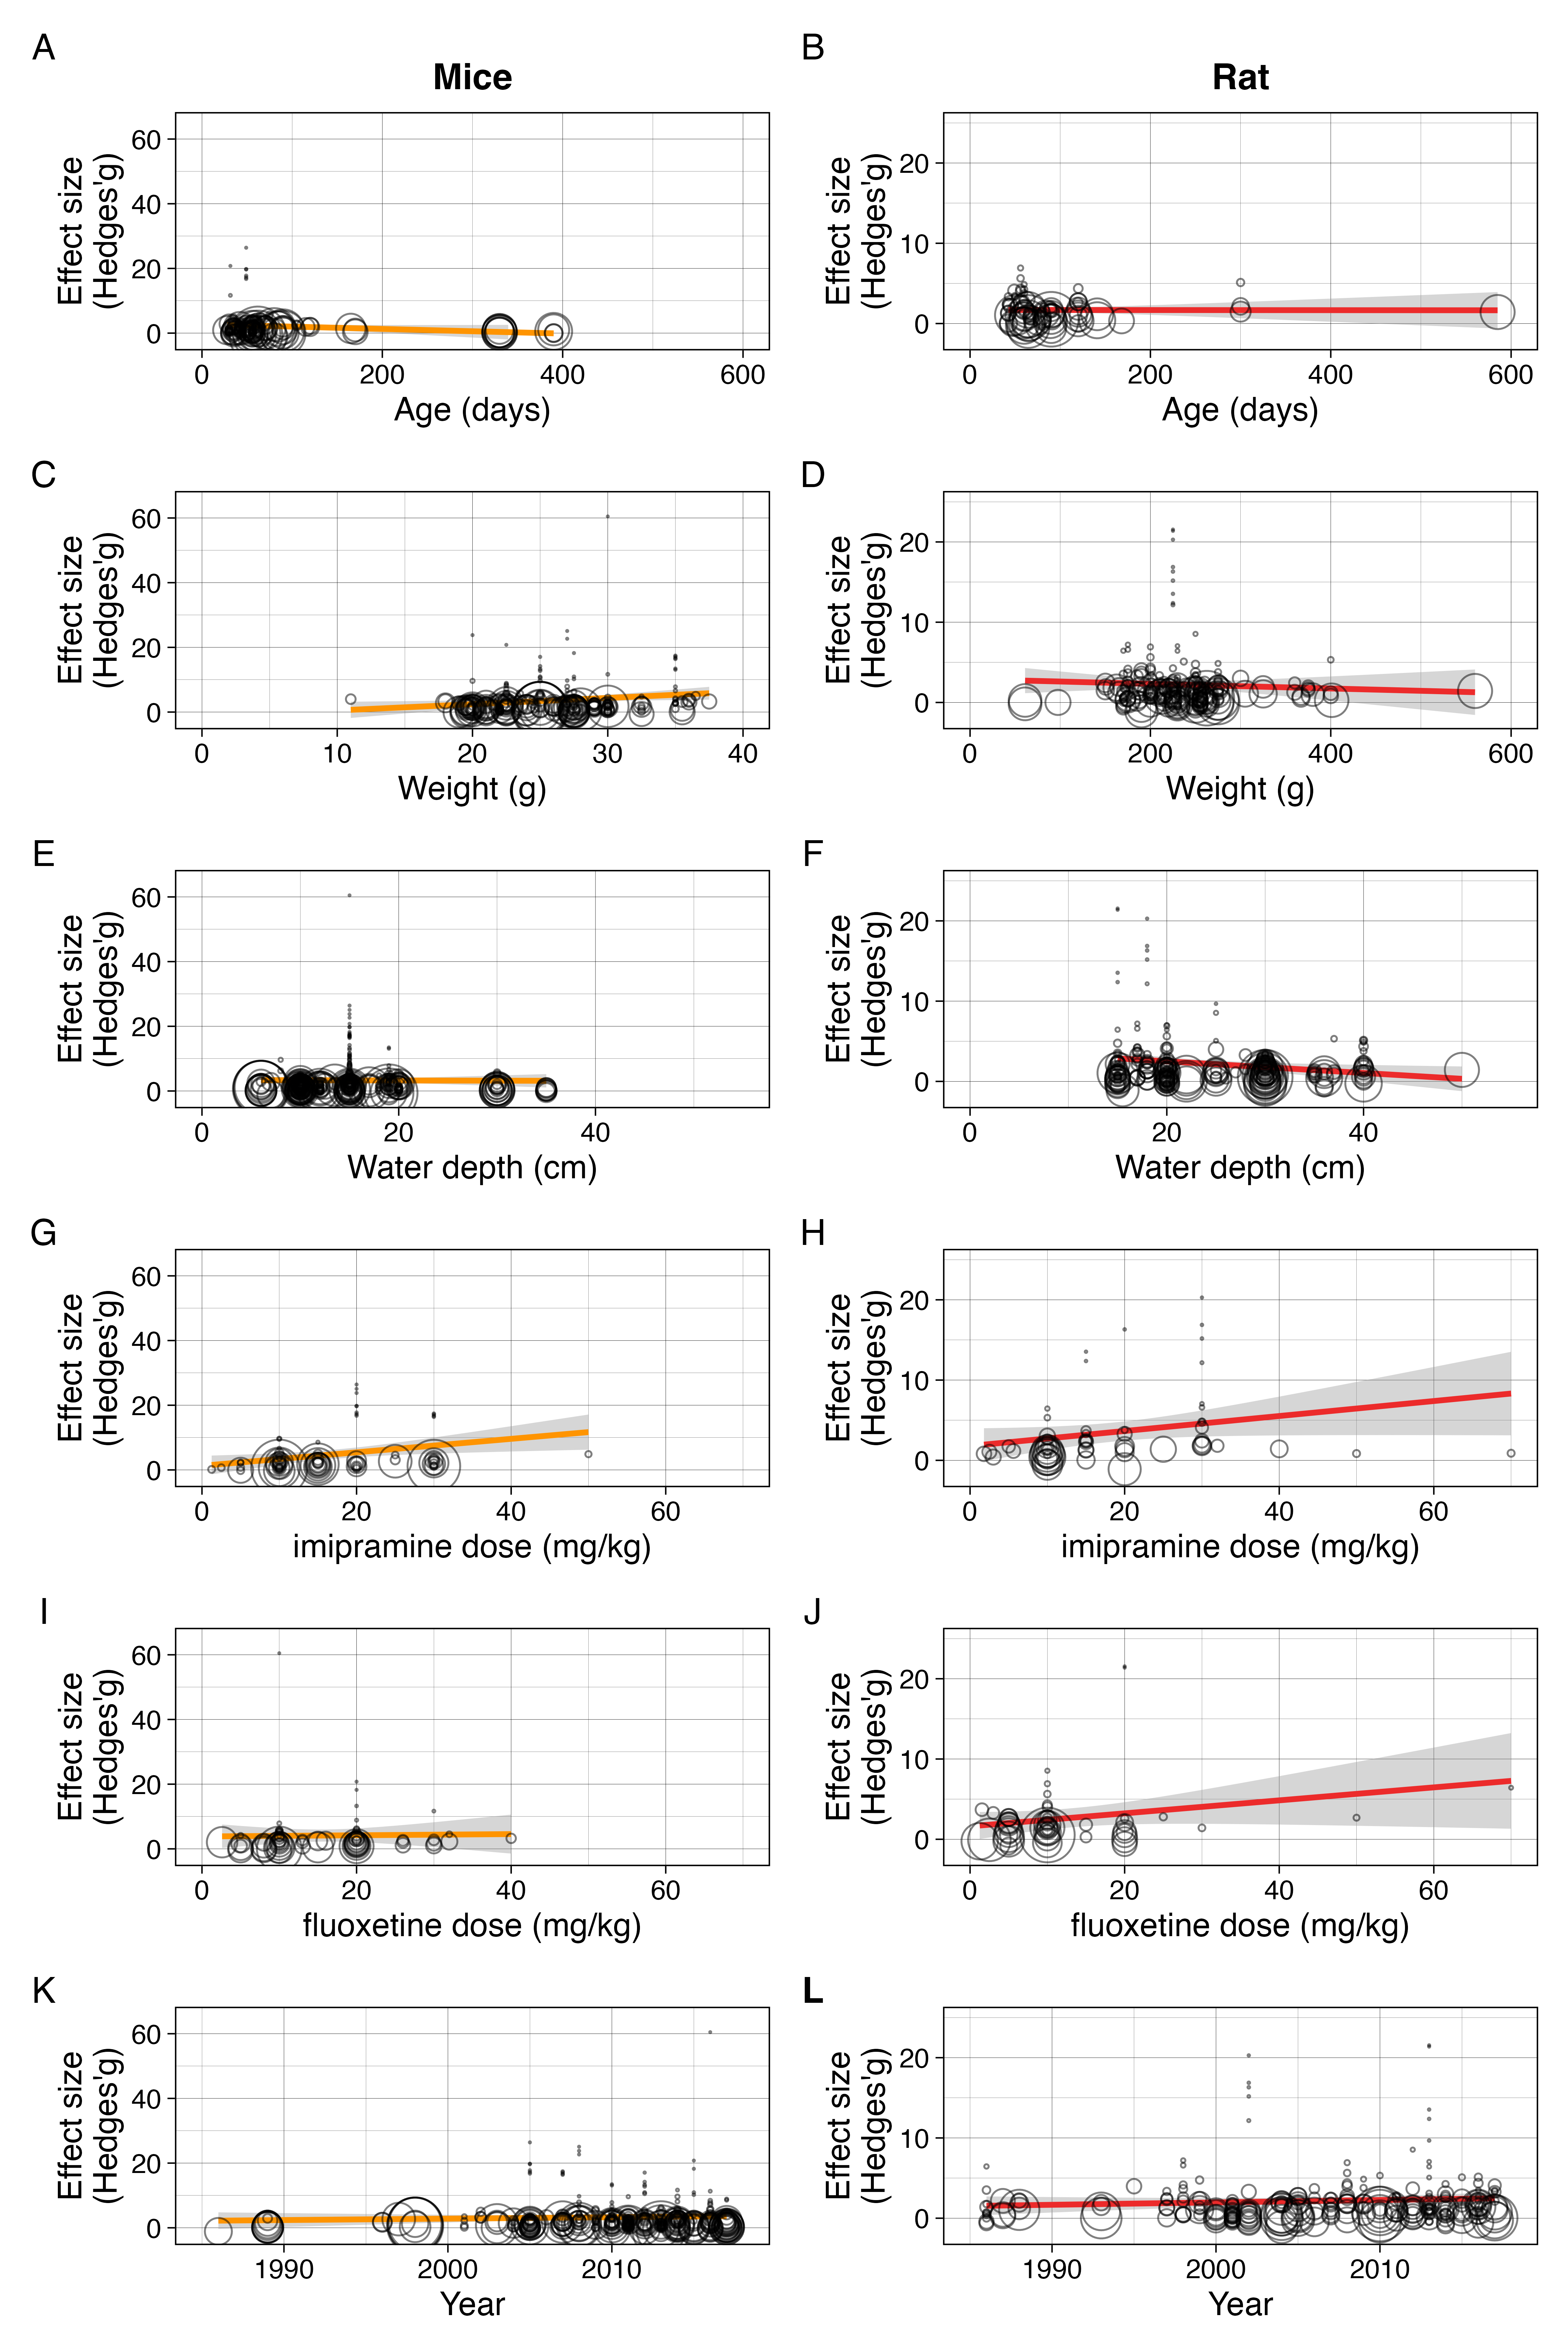 A
B
Mice
Rat
Effect size
(Hedges'g)
60
40
20
0
0
200
400
600
Age (days)
Effect size
(Hedges'g)
20
10
0
0
200
400
600
Age (days)
C
D
Effect size
(Hedges'g)
60
40
20
0
0
10
20
30
40
Weight (g)
Effect size
(Hedges'g)
20
10
0
0
200
400
600
Weight (g)
E
F
Effect size
(Hedges'g)
60
40
20
0
0
20
40
Water depth (cm)
Effect size
(Hedges'g)
20
10
0
0
20
40
Water depth (cm)
G
H
Effect size
(Hedges'g)
60
40
20
0
0
20
40
60
imipramine dose (mg/kg)
Effect size
(Hedges'g)
20
10
0
0
20
40
60
imipramine dose (mg/kg)
I
J
Effect size
(Hedges'g)
60
40
20
0
0
20
40
60
fluoxetine dose (mg/kg)
Effect size
(Hedges'g)
20
10
0
0
20
40
60
fluoxetine dose (mg/kg)
K
L
Effect size
(Hedges'g)
60
40
20
0
1990
2000
2010
Year
Effect size
(Hedges'g)
20
10
0
1990
2000
2010
Year